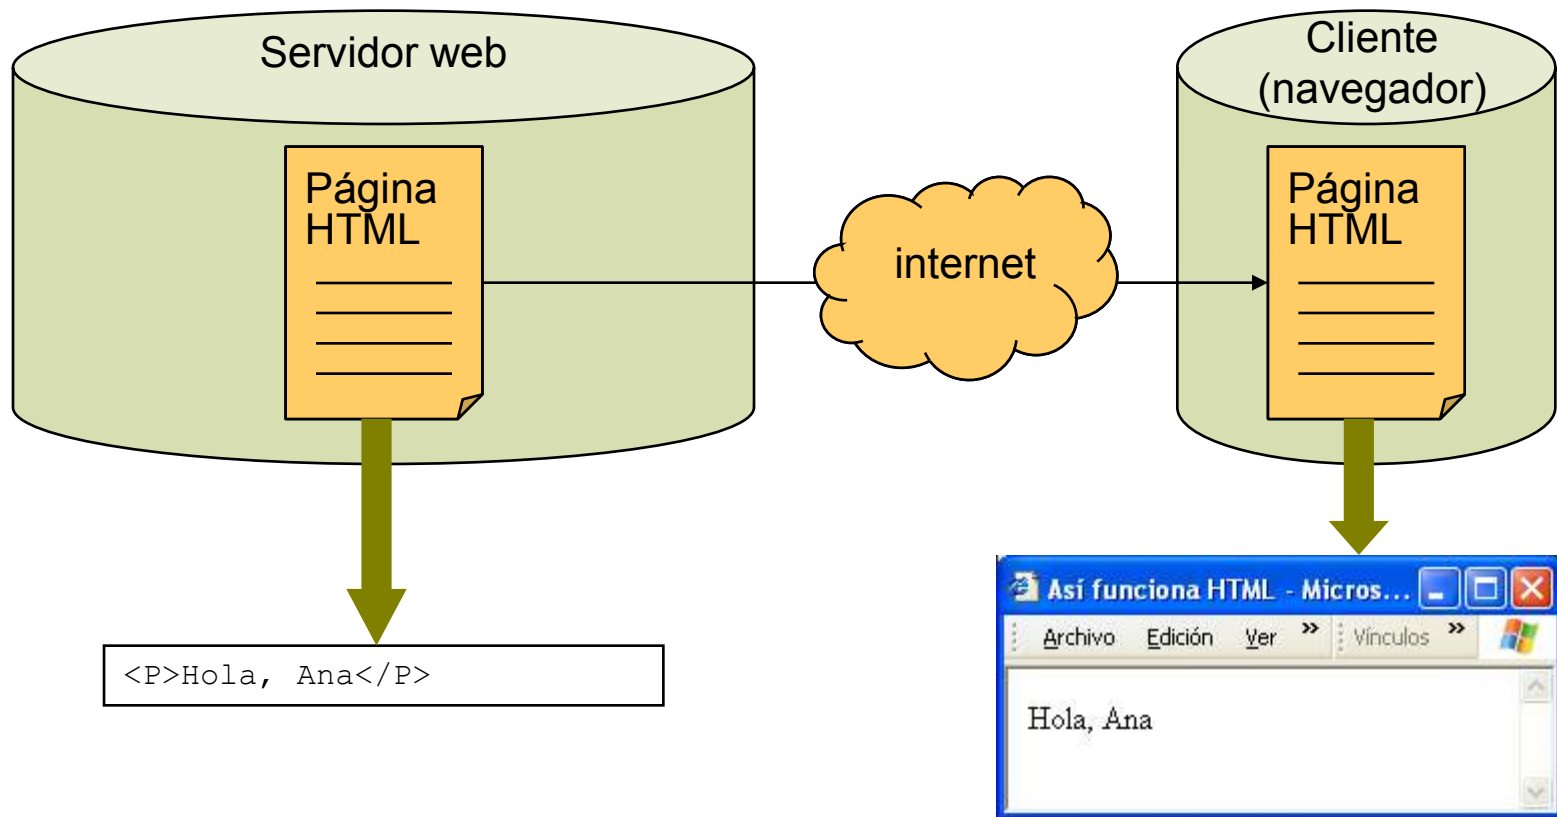 Servidor web
Cliente
(navegador)
Página
HTML
internet
Página
HTML
<P>Hola, Ana</P>
Así funciona HTML - Micros...
Archivo Edición Ver » Vínculos »
Hola, Ana